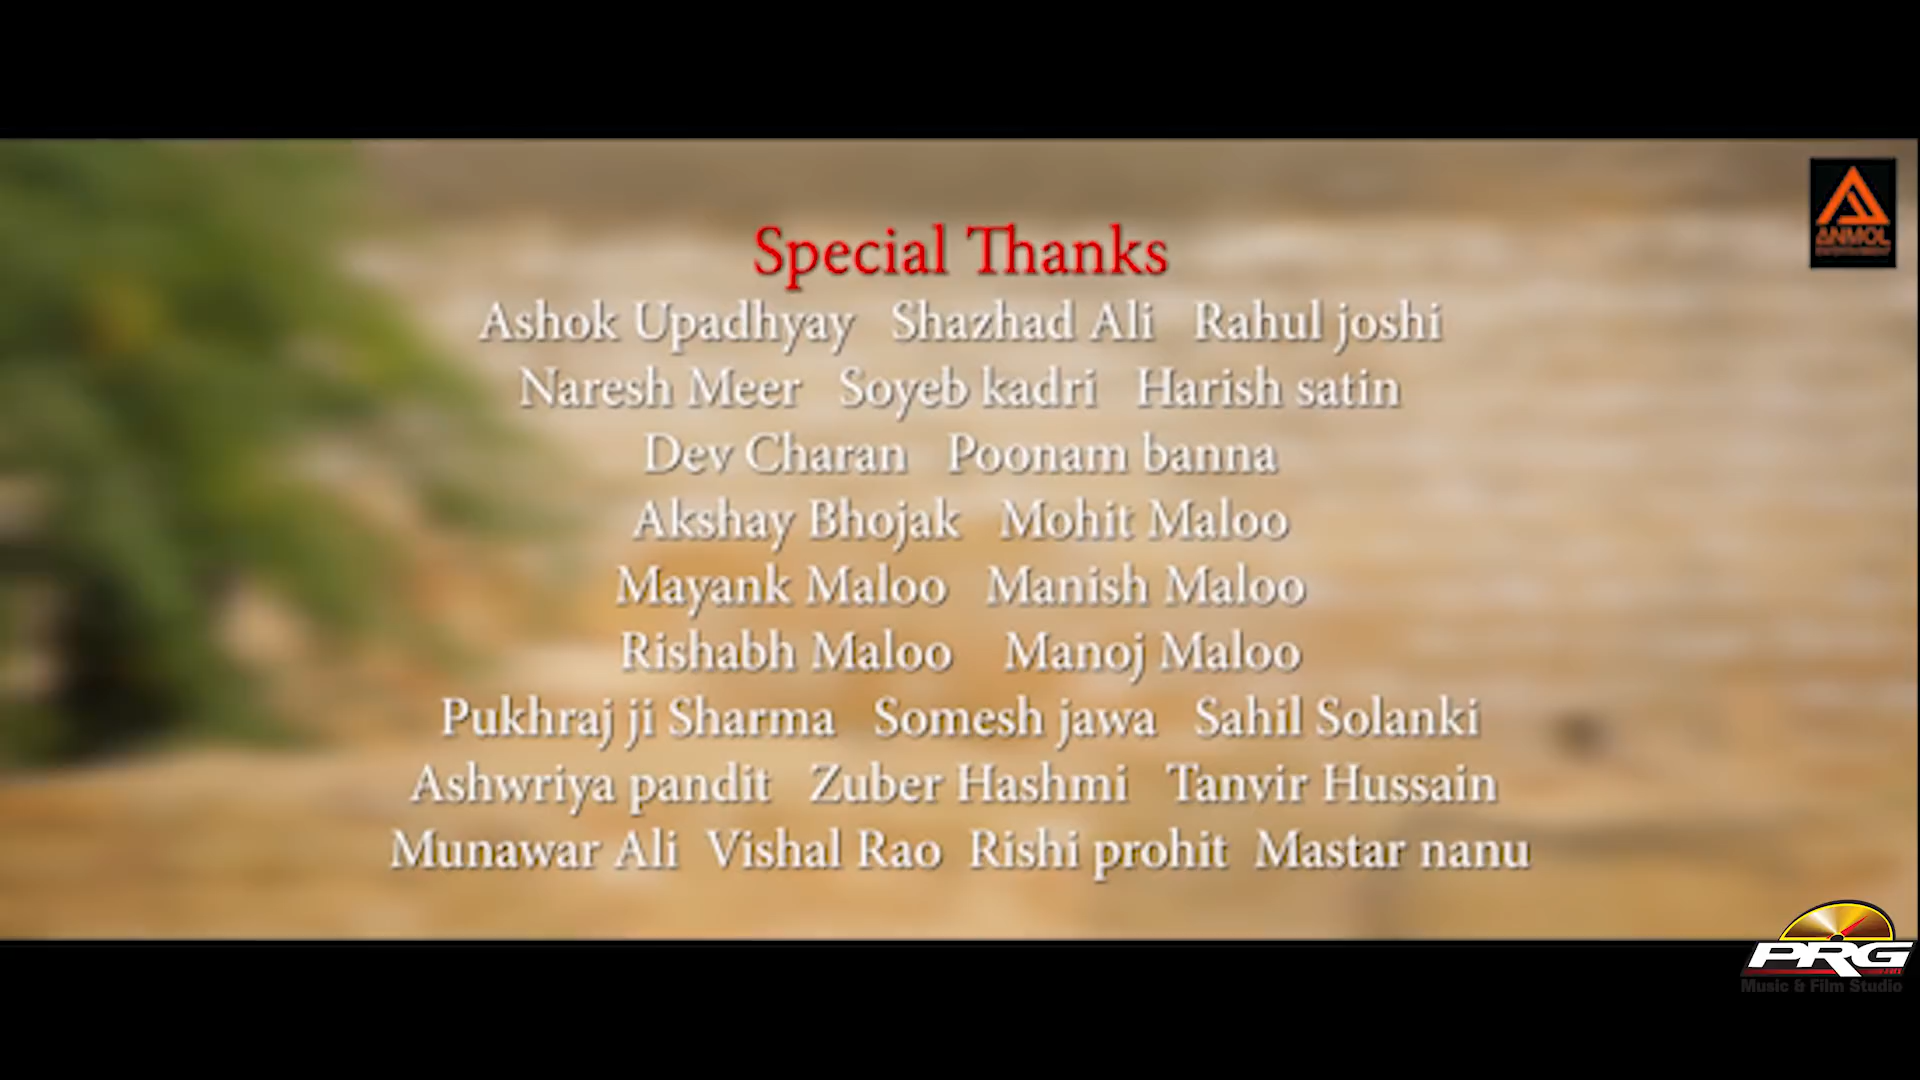 Special Thanks
Ashok Upadhyay Shazhad Ali Rahul joshi
Naresh Meer Soyeb kadri Harish satin
Dev Charan Poonam banna
Akshay Bhojak Mohit Maloo
Mayank Maloo Manish Maloo
Rishabh Maloo Manoj Maloo
Pukhraj ji Sharma Somesh jawa Sahil Solanki
Ashwriya pandit Zuber Hashmi Tanvir Hussain
Munawar Ali Vishal Rao Rishi prohit Mastar nanu
ANMOL
PRG
Music & Film Studio